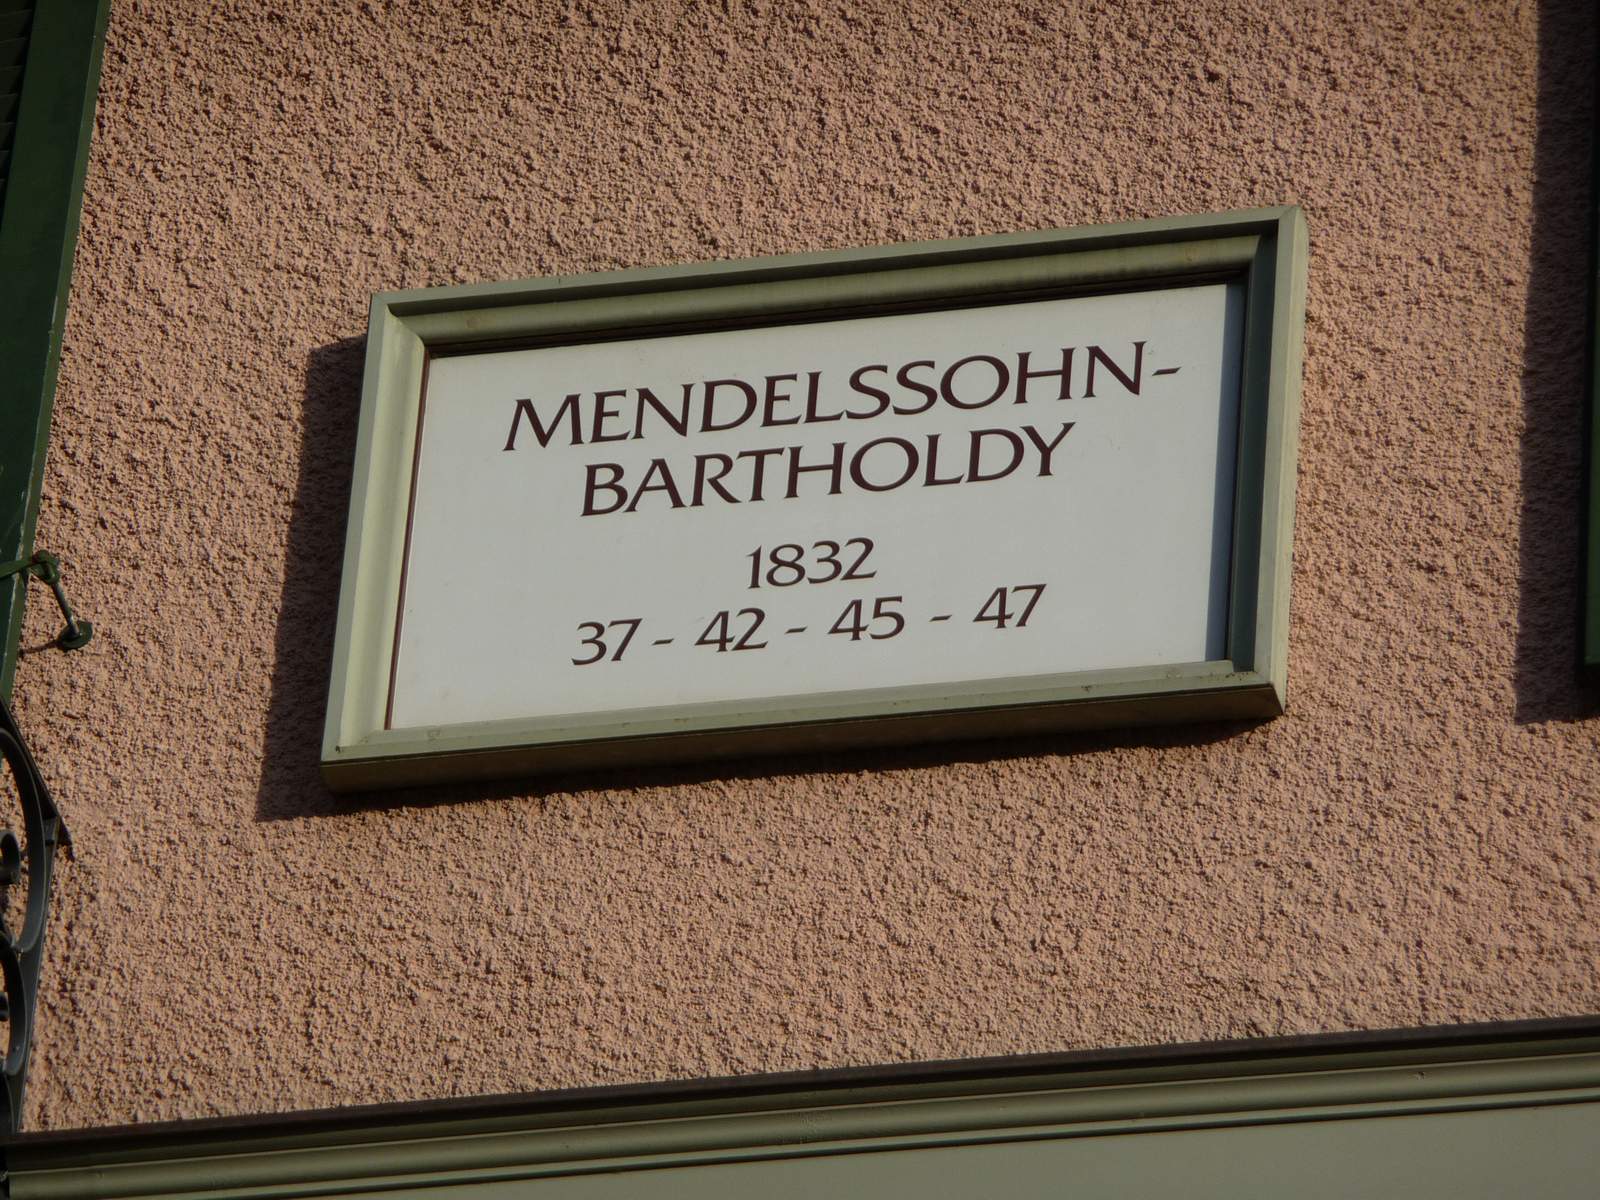 MENDELSSOHN-
BARTHOLDY
1832
37 - 42 - 45 - 47